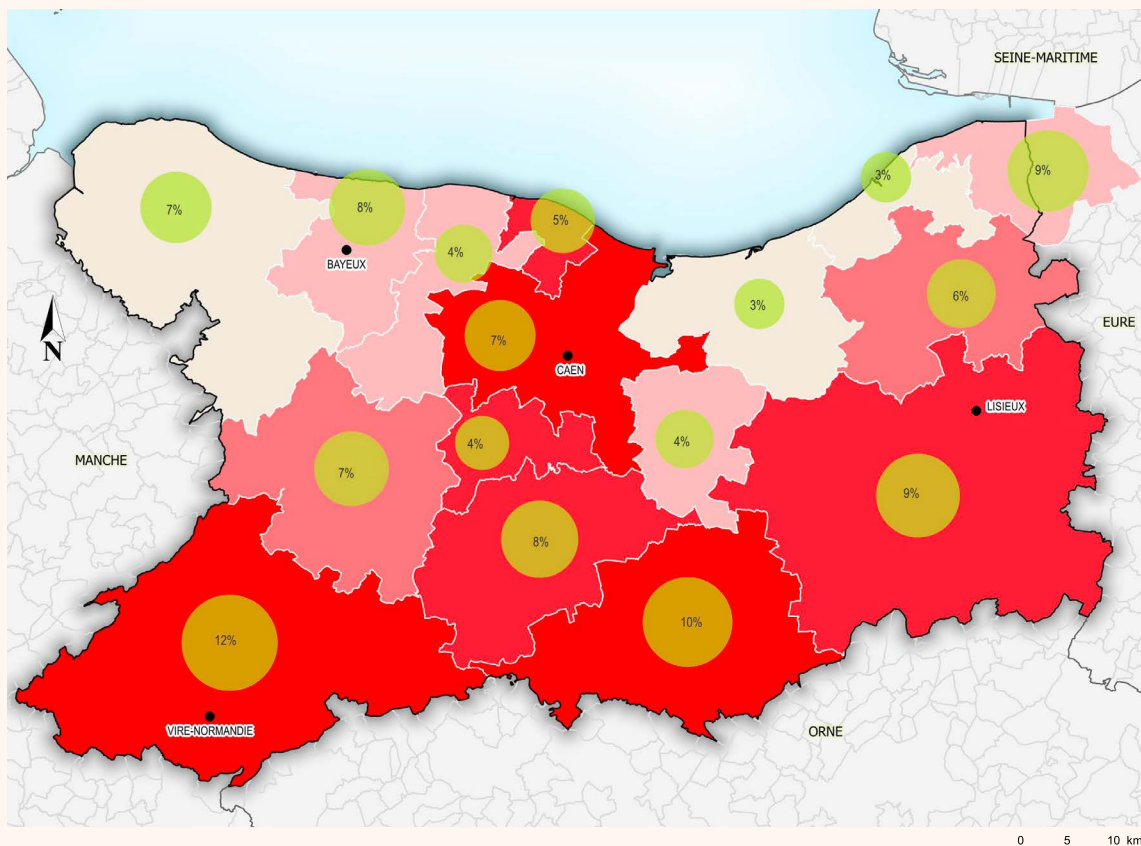 SEINE-MARITIME
9%
3%
5%
8%
7%
4%
BAYEUX
6%
3%
EURE
N
7%
CAEN
LISIEUX
4%
4%
MANCHE
7%
9%
8%
10%
12%
VIRE-NORMANDIE
ORNE
0 5 10 km